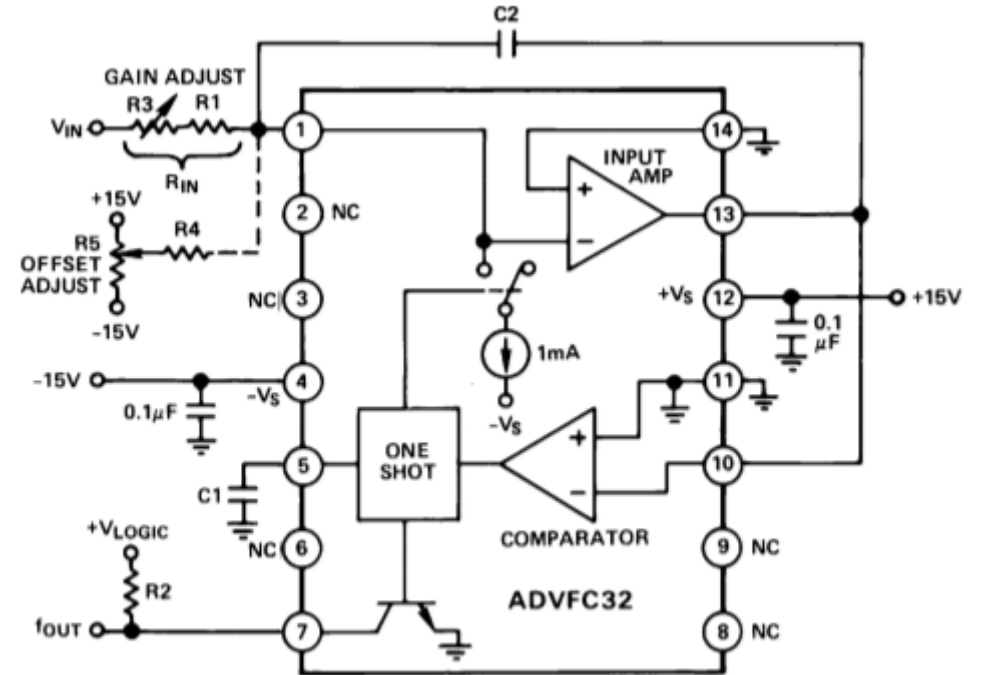 C2
GAIN ADJUST
R3
R1
VIN
RIN
+15V
R5
OFFSET
ADJUST
R4
-15V
1
2
NC
3
NC
-15V
4
-VS
0.1µF
5
C1
6
NC
+VLOGIC
R2
fOUT
7
14
INPUT
AMP
+
−
13
+VS
12
+15V
0.1
µF
1mA
-VS
11
ONE
SHOT
+
−
10
COMPARATOR
9
NC
ADVFC32
8
NC